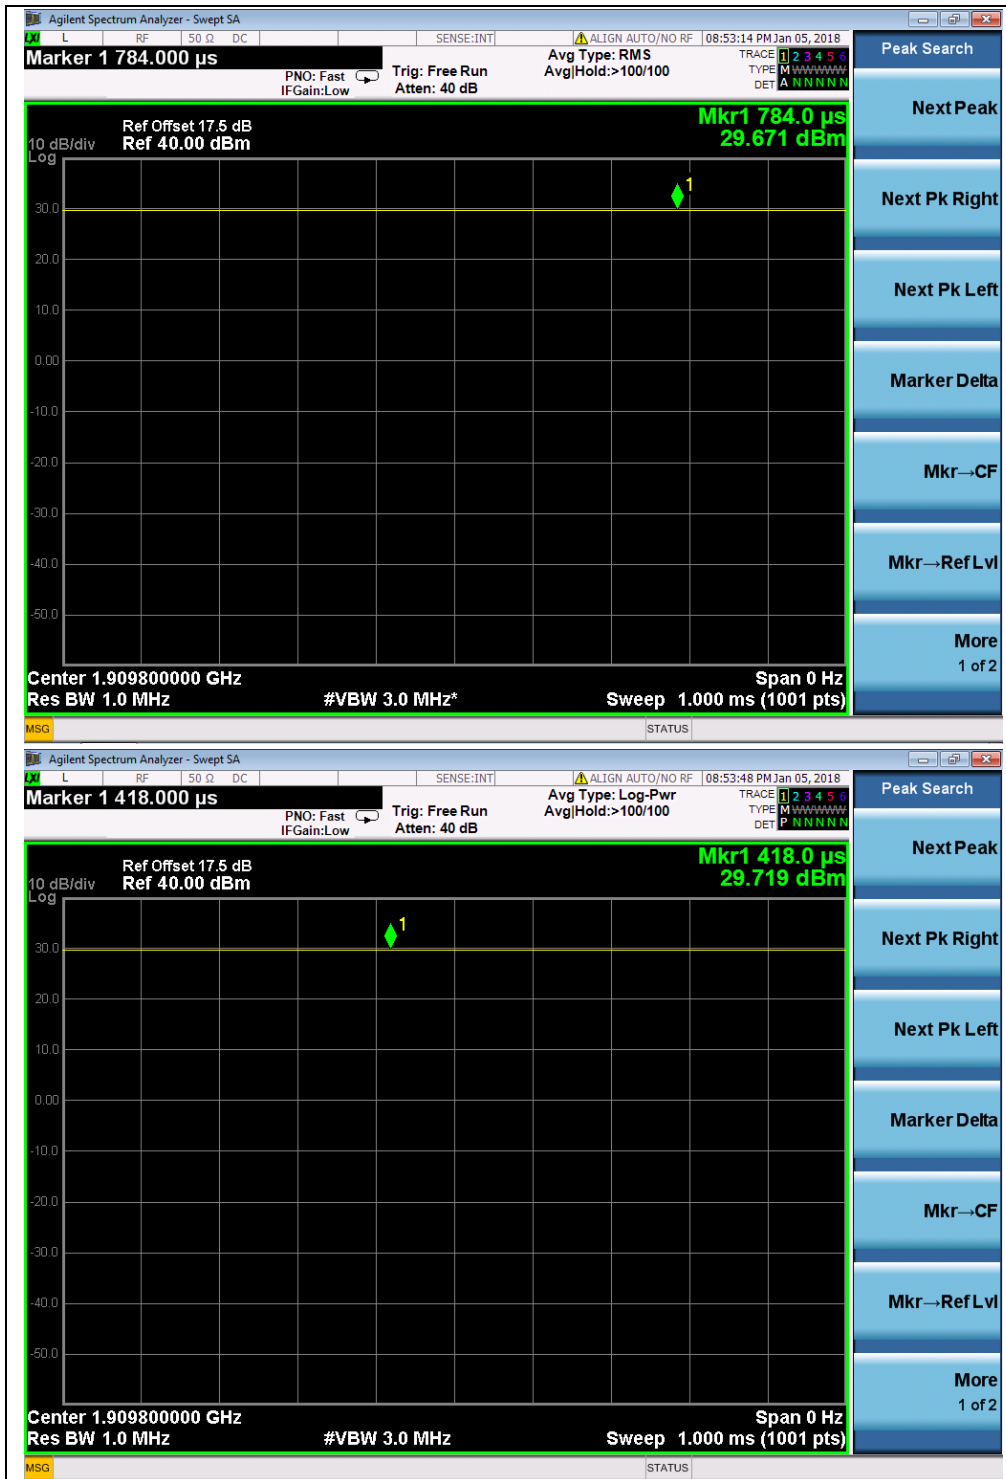 Agilent Spectrum Analyzer - Swept SA
LXI L RF 50 Ω DC SENSE:INT ALIGN AUTO/NO RF 08:53:14 PM Jan 05, 2018
Marker 1 784.000 µs
PNO: Fast
IFGain:Low
Trig: Free Run
Atten: 40 dB
Avg Type: RMS
Avg|Hold:>100/100
TRACE 1 2 3 4 5 6
TYPE M WWWWW
DET A N N N N N
Peak Search
Mkr1 784.0 µs
29.671 dBm
Ref Offset 17.5 dB
10 dB/div Ref 40.00 dBm
Log
1
30.0
20.0
10.0
0.00
-10.0
-20.0
-30.0
-40.0
-50.0
Center 1.909800000 GHz Span 0 Hz
Res BW 1.0 MHz #VBW 3.0 MHz* Sweep 1.000 ms (1001 pts)
MSG STATUS
Next Peak
Next Pk Right
Next Pk Left
Marker Delta
Mkr→CF
Mkr→Ref Lvl
More
1 of 2
Agilent Spectrum Analyzer - Swept SA
LXI L RF 50 Ω DC SENSE:INT ALIGN AUTO/NO RF 08:53:48 PM Jan 05, 2018
Marker 1 418.000 µs
PNO: Fast
IFGain:Low
Trig: Free Run
Atten: 40 dB
Avg Type: Log-Pwr
Avg|Hold:>100/100
TRACE 1 2 3 4 5 6
TYPE M WWWWW
DET P N N N N N
Peak Search
Mkr1 418.0 µs
29.719 dBm
Ref Offset 17.5 dB
10 dB/div Ref 40.00 dBm
Log
1
30.0
20.0
10.0
0.00
-10.0
-20.0
-30.0
-40.0
-50.0
Center 1.909800000 GHz Span 0 Hz
Res BW 1.0 MHz #VBW 3.0 MHz Sweep 1.000 ms (1001 pts)
MSG STATUS
Next Peak
Next Pk Right
Next Pk Left
Marker Delta
Mkr→CF
Mkr→Ref Lvl
More
1 of 2